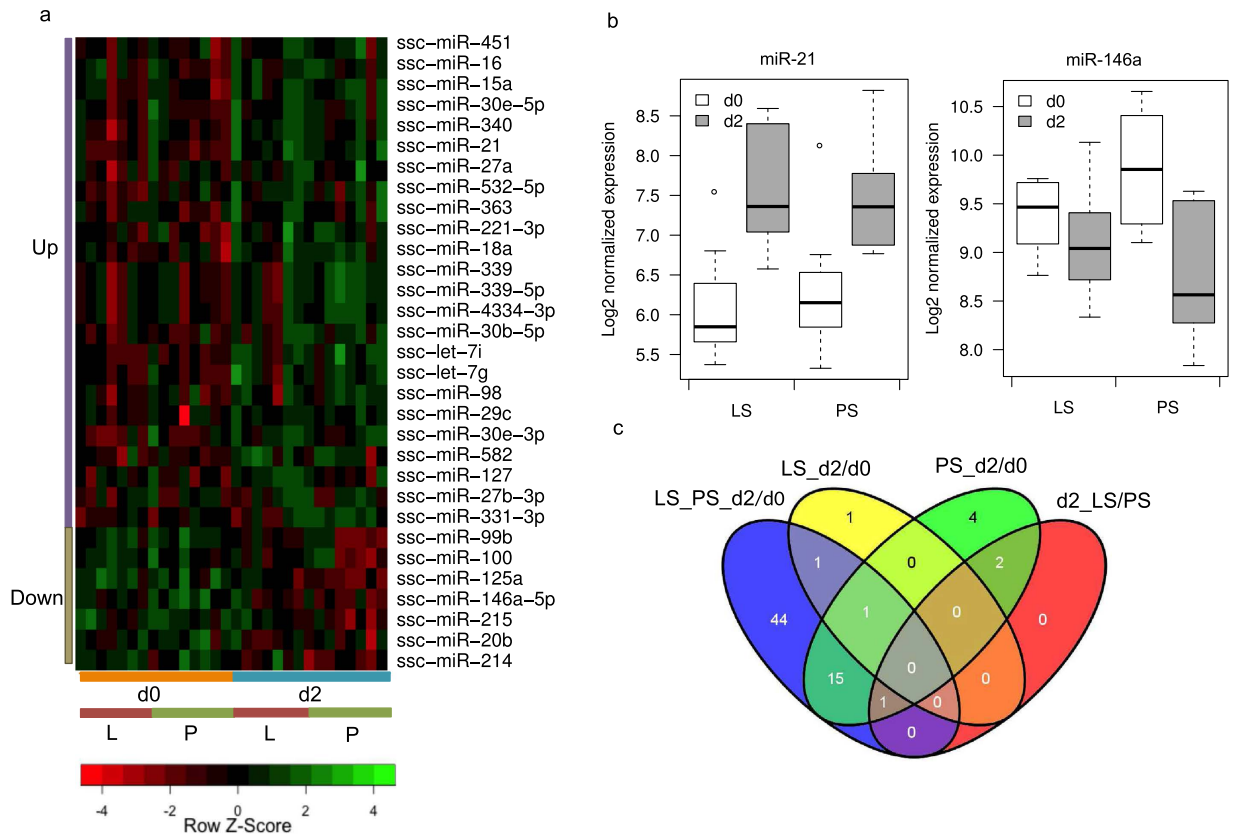 a
ssc-miR-451
ssc-miR-16
ssc-miR-15a
ssc-miR-30e-5p
ssc-miR-340
ssc-miR-21
ssc-miR-27a
ssc-miR-532-5p
ssc-miR-363
ssc-miR-221-3p
ssc-miR-18a
ssc-miR-339
ssc-miR-339-5p
ssc-miR-4334-3p
ssc-miR-30b-5p
ssc-let-7i
ssc-let-7g
ssc-miR-98
ssc-miR-29c
ssc-miR-30e-3p
ssc-miR-582
ssc-miR-127
ssc-miR-27b-3p
ssc-miR-331-3p
ssc-miR-99b
ssc-miR-100
ssc-miR-125a
ssc-miR-146a-5p
ssc-miR-215
ssc-miR-20b
ssc-miR-214
Up
Down
d0 d2
L P L P
-4 -2 0 2 4
Row Z-Score
b
miR-21
d0
d2
Log2 normalized expression
8.5
8.0
7.5
7.0
6.5
6.0
5.5
LS PS
miR-146a
d0
d2
Log2 normalized expression
10.5
10.0
9.5
9.0
8.5
8.0
LS PS
c
LS_PS_d2/d0
LS_d2/d0
PS_d2/d0
d2_LS/PS
1 4
1 0 2
44 1 0 0
15 0 0
1 0
0